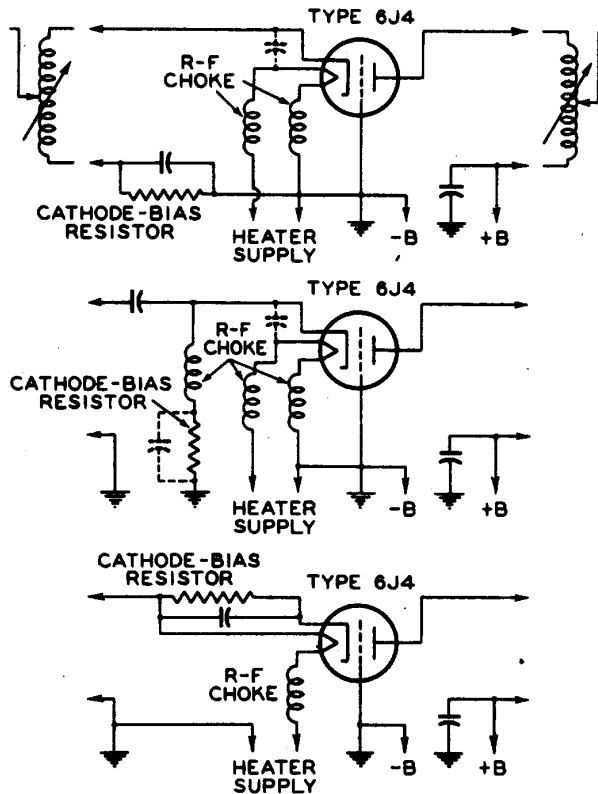 TYPE 6J4
R-F
CHOKE
CATHODE-BIAS
RESISTOR
HEATER
SUPPLY
-B
+B
TYPE 6J4
R-F
CHOKE
CATHODE-BIAS
RESISTOR
HEATER
SUPPLY
-B
+B
CATHODE-BIAS
RESISTOR
TYPE 6J4
R-F
CHOKE
HEATER
SUPPLY
-B
+B